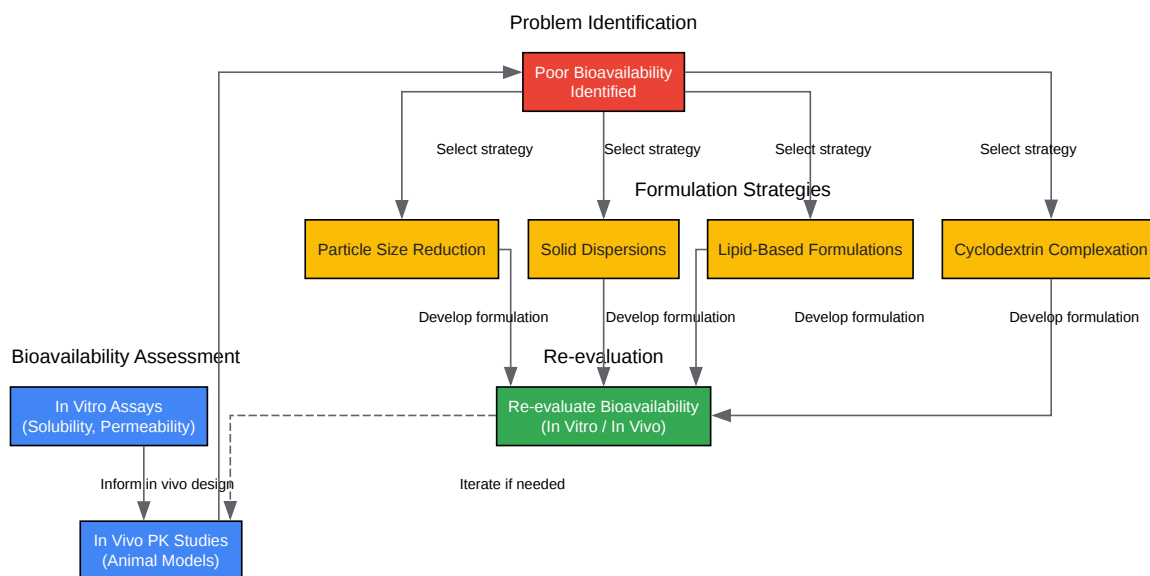 Problem Identification
Poor Bioavailability
Identified
Select strategy
Select strategy
Select strategy
Select strategy
Formulation Strategies
Particle Size Reduction
Solid Dispersions
Lipid-Based Formulations
Cyclodextrin Complexation
Develop formulation
Develop formulation
Develop formulation
Develop formulation
Bioavailability Assessment
Re-evaluation
In Vitro Assays
(Solubility, Permeability)
Re-evaluate Bioavailability
(In Vitro / In Vivo)
Inform in vivo design
Iterate if needed
In Vivo PK Studies
(Animal Models)